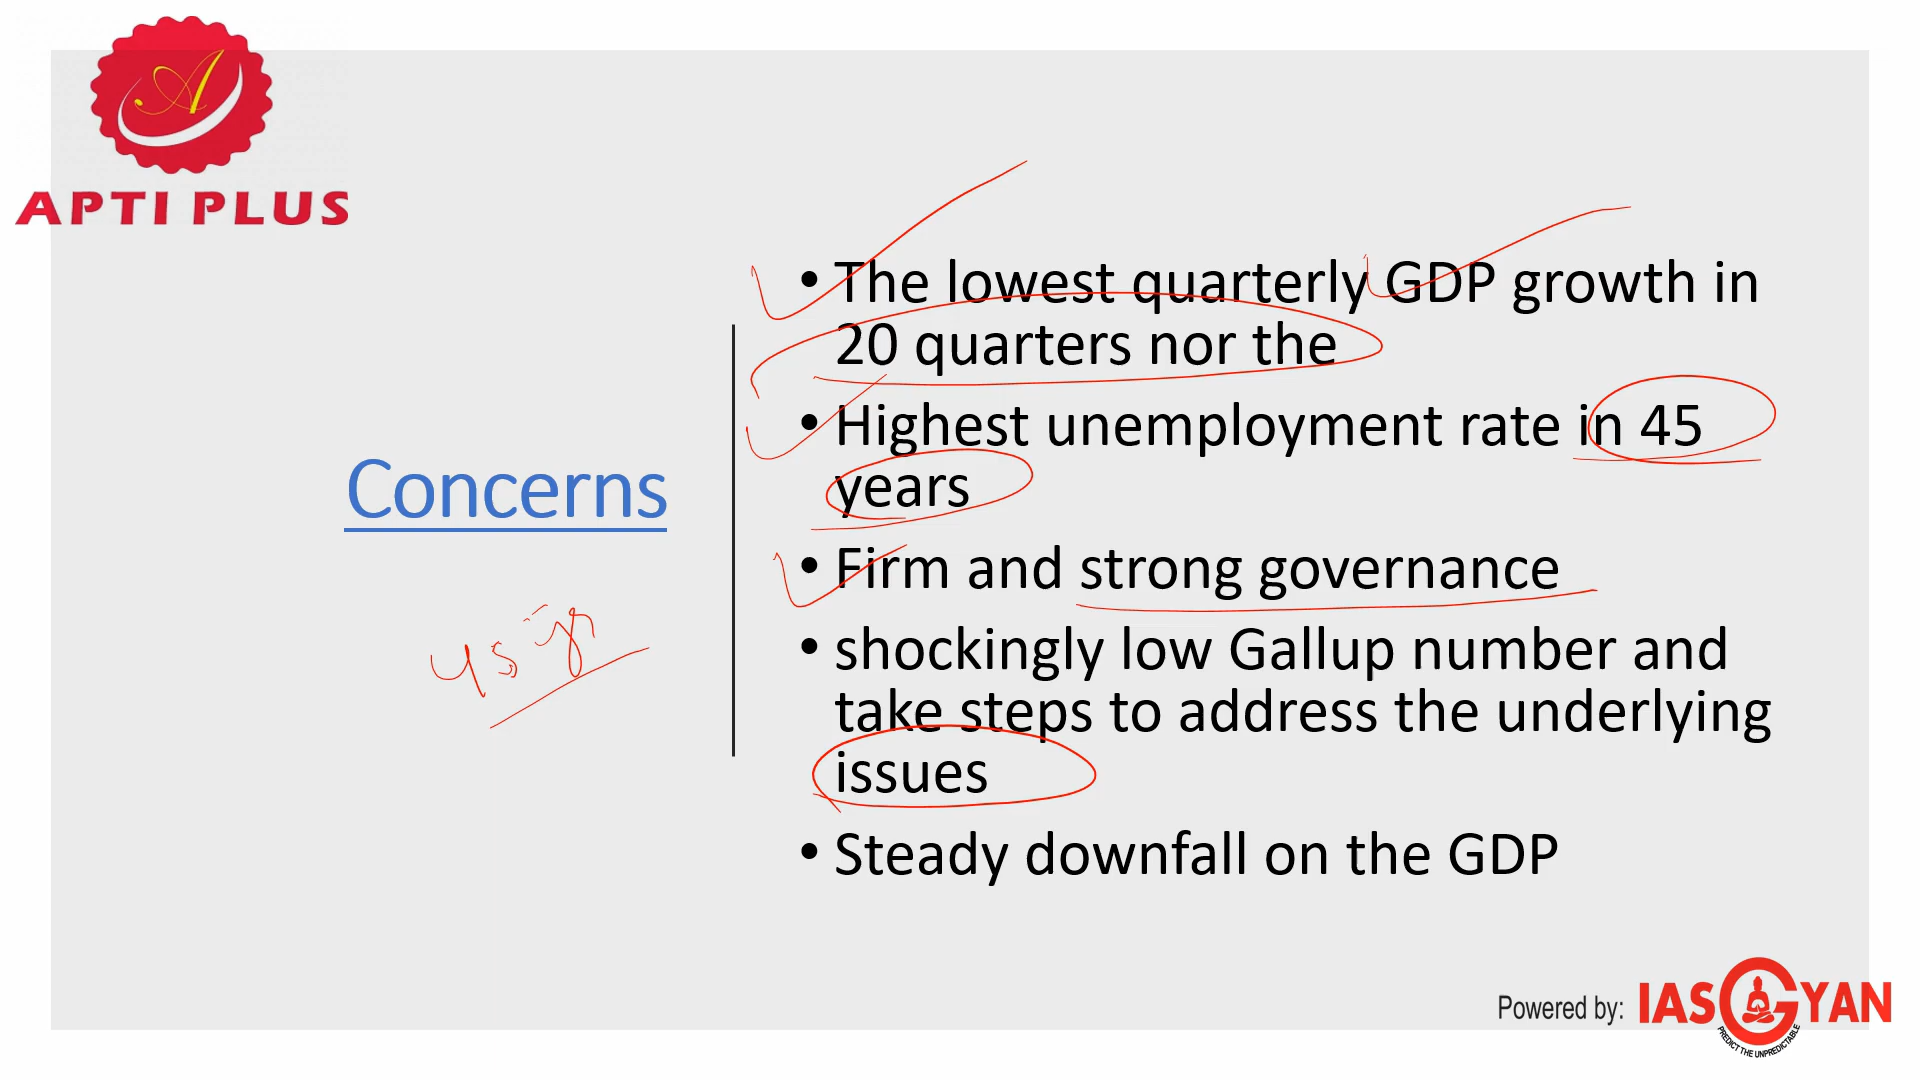 A
APTI PLUS
• The lowest quarterly GDP growth in
20 quarters nor the
• Highest unemployment rate in 45
years
Concerns
• Firm and strong governance
45 yr
• shockingly low Gallup number and
take steps to address the underlying
issues
• Steady downfall on the GDP
Powered by: IAS GYAN
PREDICT THE UNPREDICTABLE